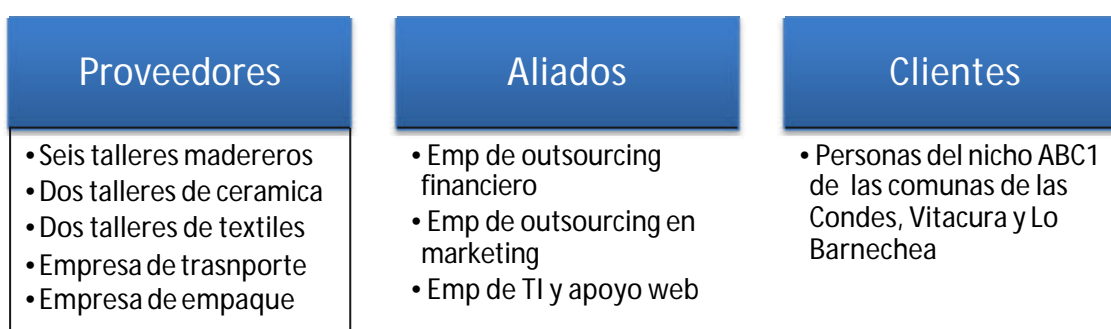 Proveedores
• Seis talleres madereros
• Dos talleres de ceramica
• Dos talleres de textiles
• Empresa de trasnporte
• Empresa de empaque
Aliados
• Emp de outsourcing
financiero
• Emp de outsourcing en
marketing
• Emp de TI y apoyo web
Clientes
• Personas del nicho ABC1
de las comunas de las
Condes, Vitacura y Lo
Barnechea